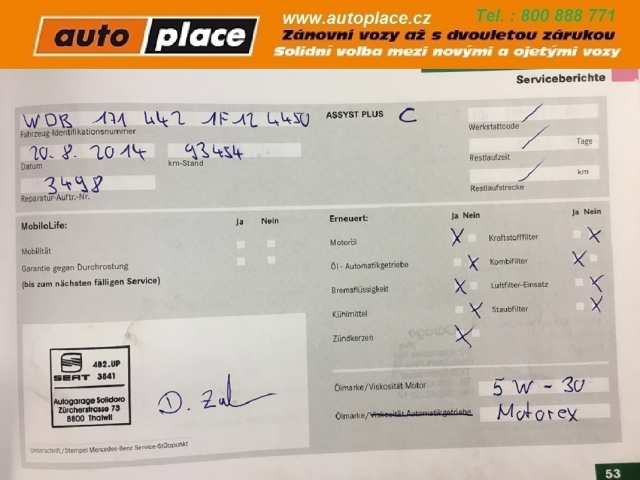 auto place
www.autoplace.cz
Tel. : 800 888 771
Zánovní vozy až s dvouletou zárukou
Solidní volba mezi novými a ojetými vozy
Serviceberichte
WDB 171 442 1F12 4450
Fahrzeug-Identifikationsnummer
ASSYST PLUS C
Werkstattcode
20.8.2014 93454
Datum km-Stand
Tage
Restlaufzeit
3498
Reparatur-Auftr.-Nr.
km
Restlaufstrecke
MobiloLife: Ja Nein
Mobilität
Garantie gegen Durchrostung
(bis zum nächsten fälligen Service)
Erneuert: Ja Nein Ja Nein
Motoröl X Kraftstofffilter X
Öl - Automatikgetriebe X Kombifilter X
Bremsflüssigkeit X Luftfilter-Einsatz X
Kühlmittel X Staubfilter X
Zündkerzen X
SEAT
482.UP
3841
Autogarage Solidoro
Zürcherstrasse 73
8800 Thalwil
Unterschrift/Stempel Mercedes-Benz Service-Stützpunkt
Ölmarke/Viskosität Motor 5W-30
Ölmarke/Viskosität Automatikgetriebe Motorex
53